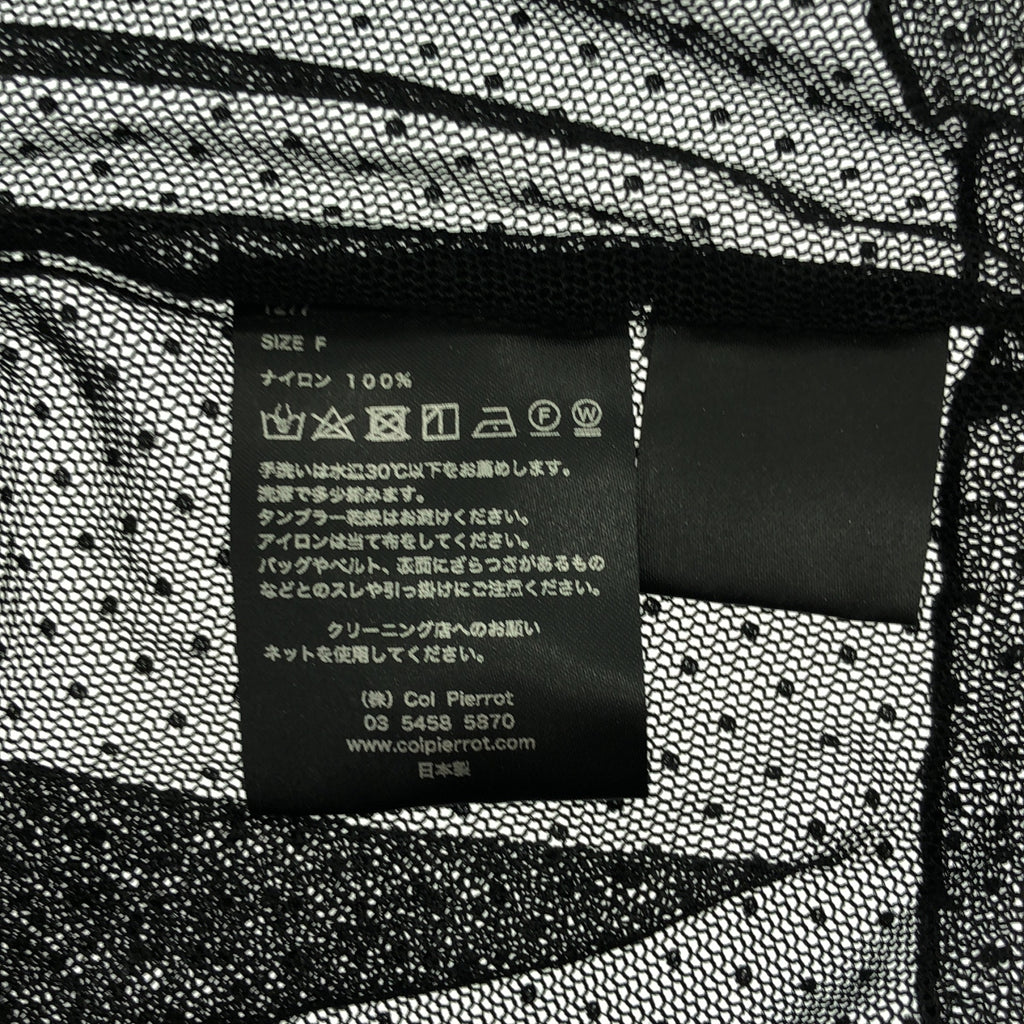 SIZE F
ナイロン 100%
F W
手洗いは水温30℃以下をお薦めします。
洗濯で多少縮みます。
タンブラー乾燥はお避けください。
アイロンは当て布をしてください。
バッグやベルト、表面にざらつきがあるもの
などとのスレや引っ掛けにご注意ください。
クリーニング店へのお願い
ネットを使用してください。
(株) Col Pierrot
03 5458 5870
www.colpierrot.com
日本製